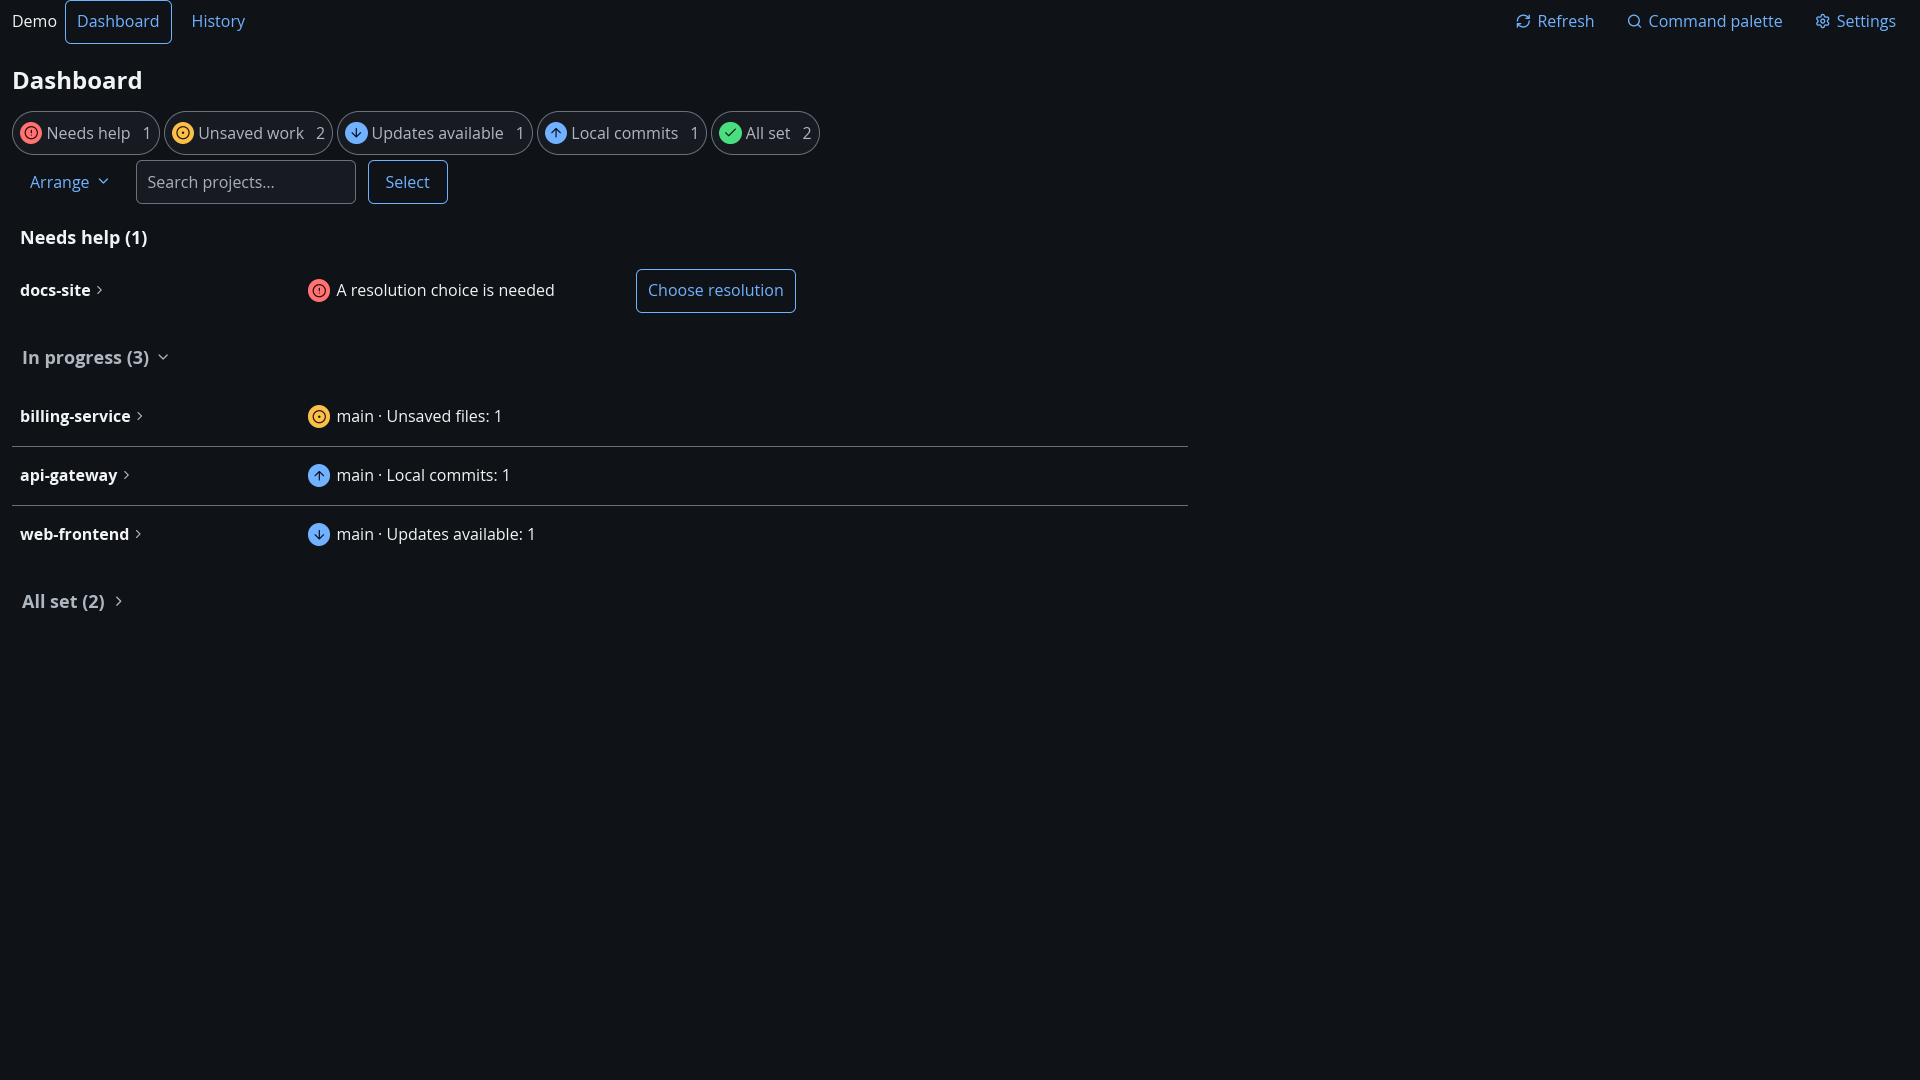 Demo Dashboard History Refresh Command palette Settings
Dashboard
Needs help 1 Unsaved work 2 Updates available 1 Local commits 1 All set 2
Arrange Search projects... Select
Needs help (1)
docs-site A resolution choice is needed Choose resolution
In progress (3)
billing-service main · Unsaved files: 1
api-gateway main · Local commits: 1
web-frontend main · Updates available: 1
All set (2)